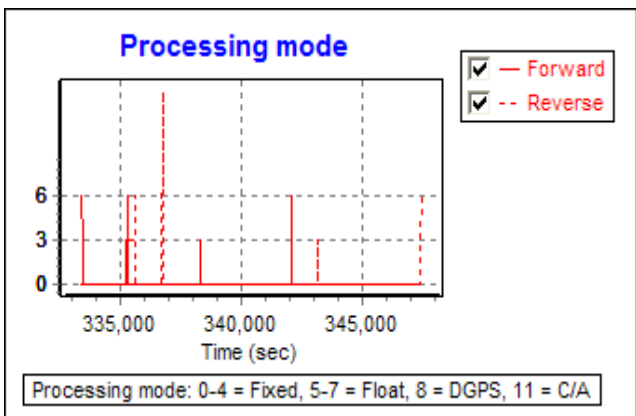 Processing mode
— Forward
-- Reverse
6
3
0
335,000 340,000 345,000
Time (sec)
Processing mode: 0-4 = Fixed, 5-7 = Float, 8 = DGPS, 11 = C/A